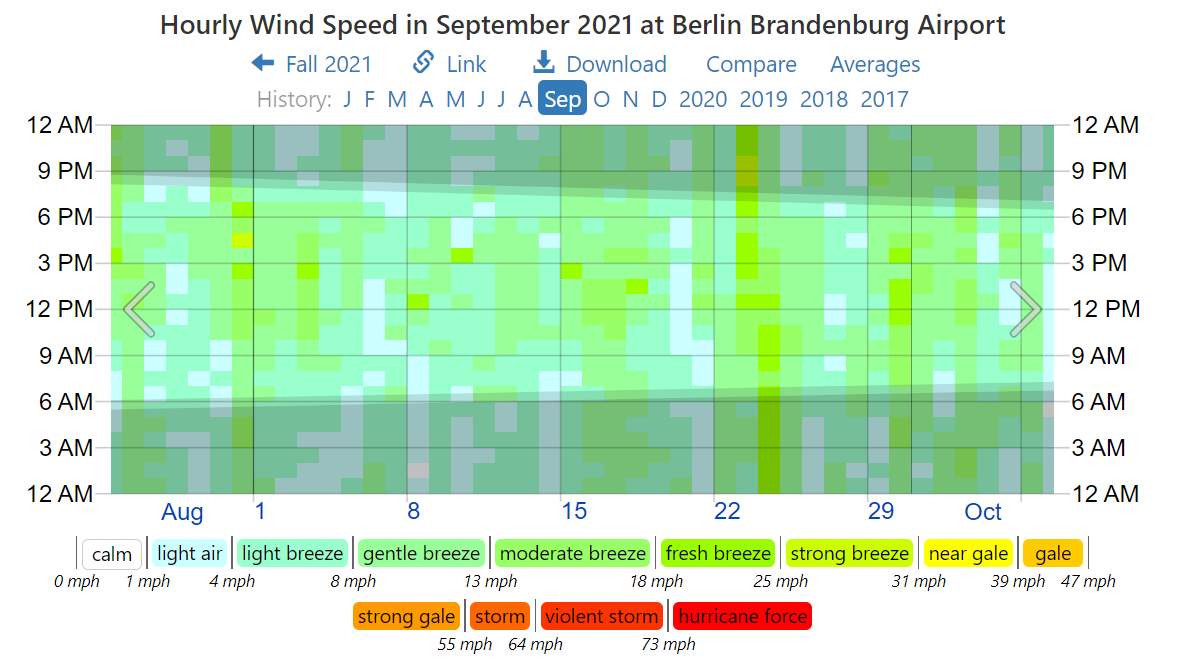 Hourly Wind Speed in September 2021 at Berlin Brandenburg Airport
Fall 2021 Link Download Compare Averages
History: J F M A M J J A Sep O N D 2020 2019 2018 2017
12 AM 12 AM
9 PM 9 PM
6 PM 6 PM
3 PM 3 PM
12 PM 12 PM
9 AM 9 AM
6 AM 6 AM
3 AM 3 AM
12 AM 12 AM
Aug 1 8 15 22 29 Oct
calm light air light breeze gentle breeze moderate breeze fresh breeze strong breeze near gale gale
0 mph 1 mph 4 mph 8 mph 13 mph 18 mph 25 mph 31 mph 39 mph 47 mph
strong gale storm violent storm hurricane force
55 mph 64 mph 73 mph